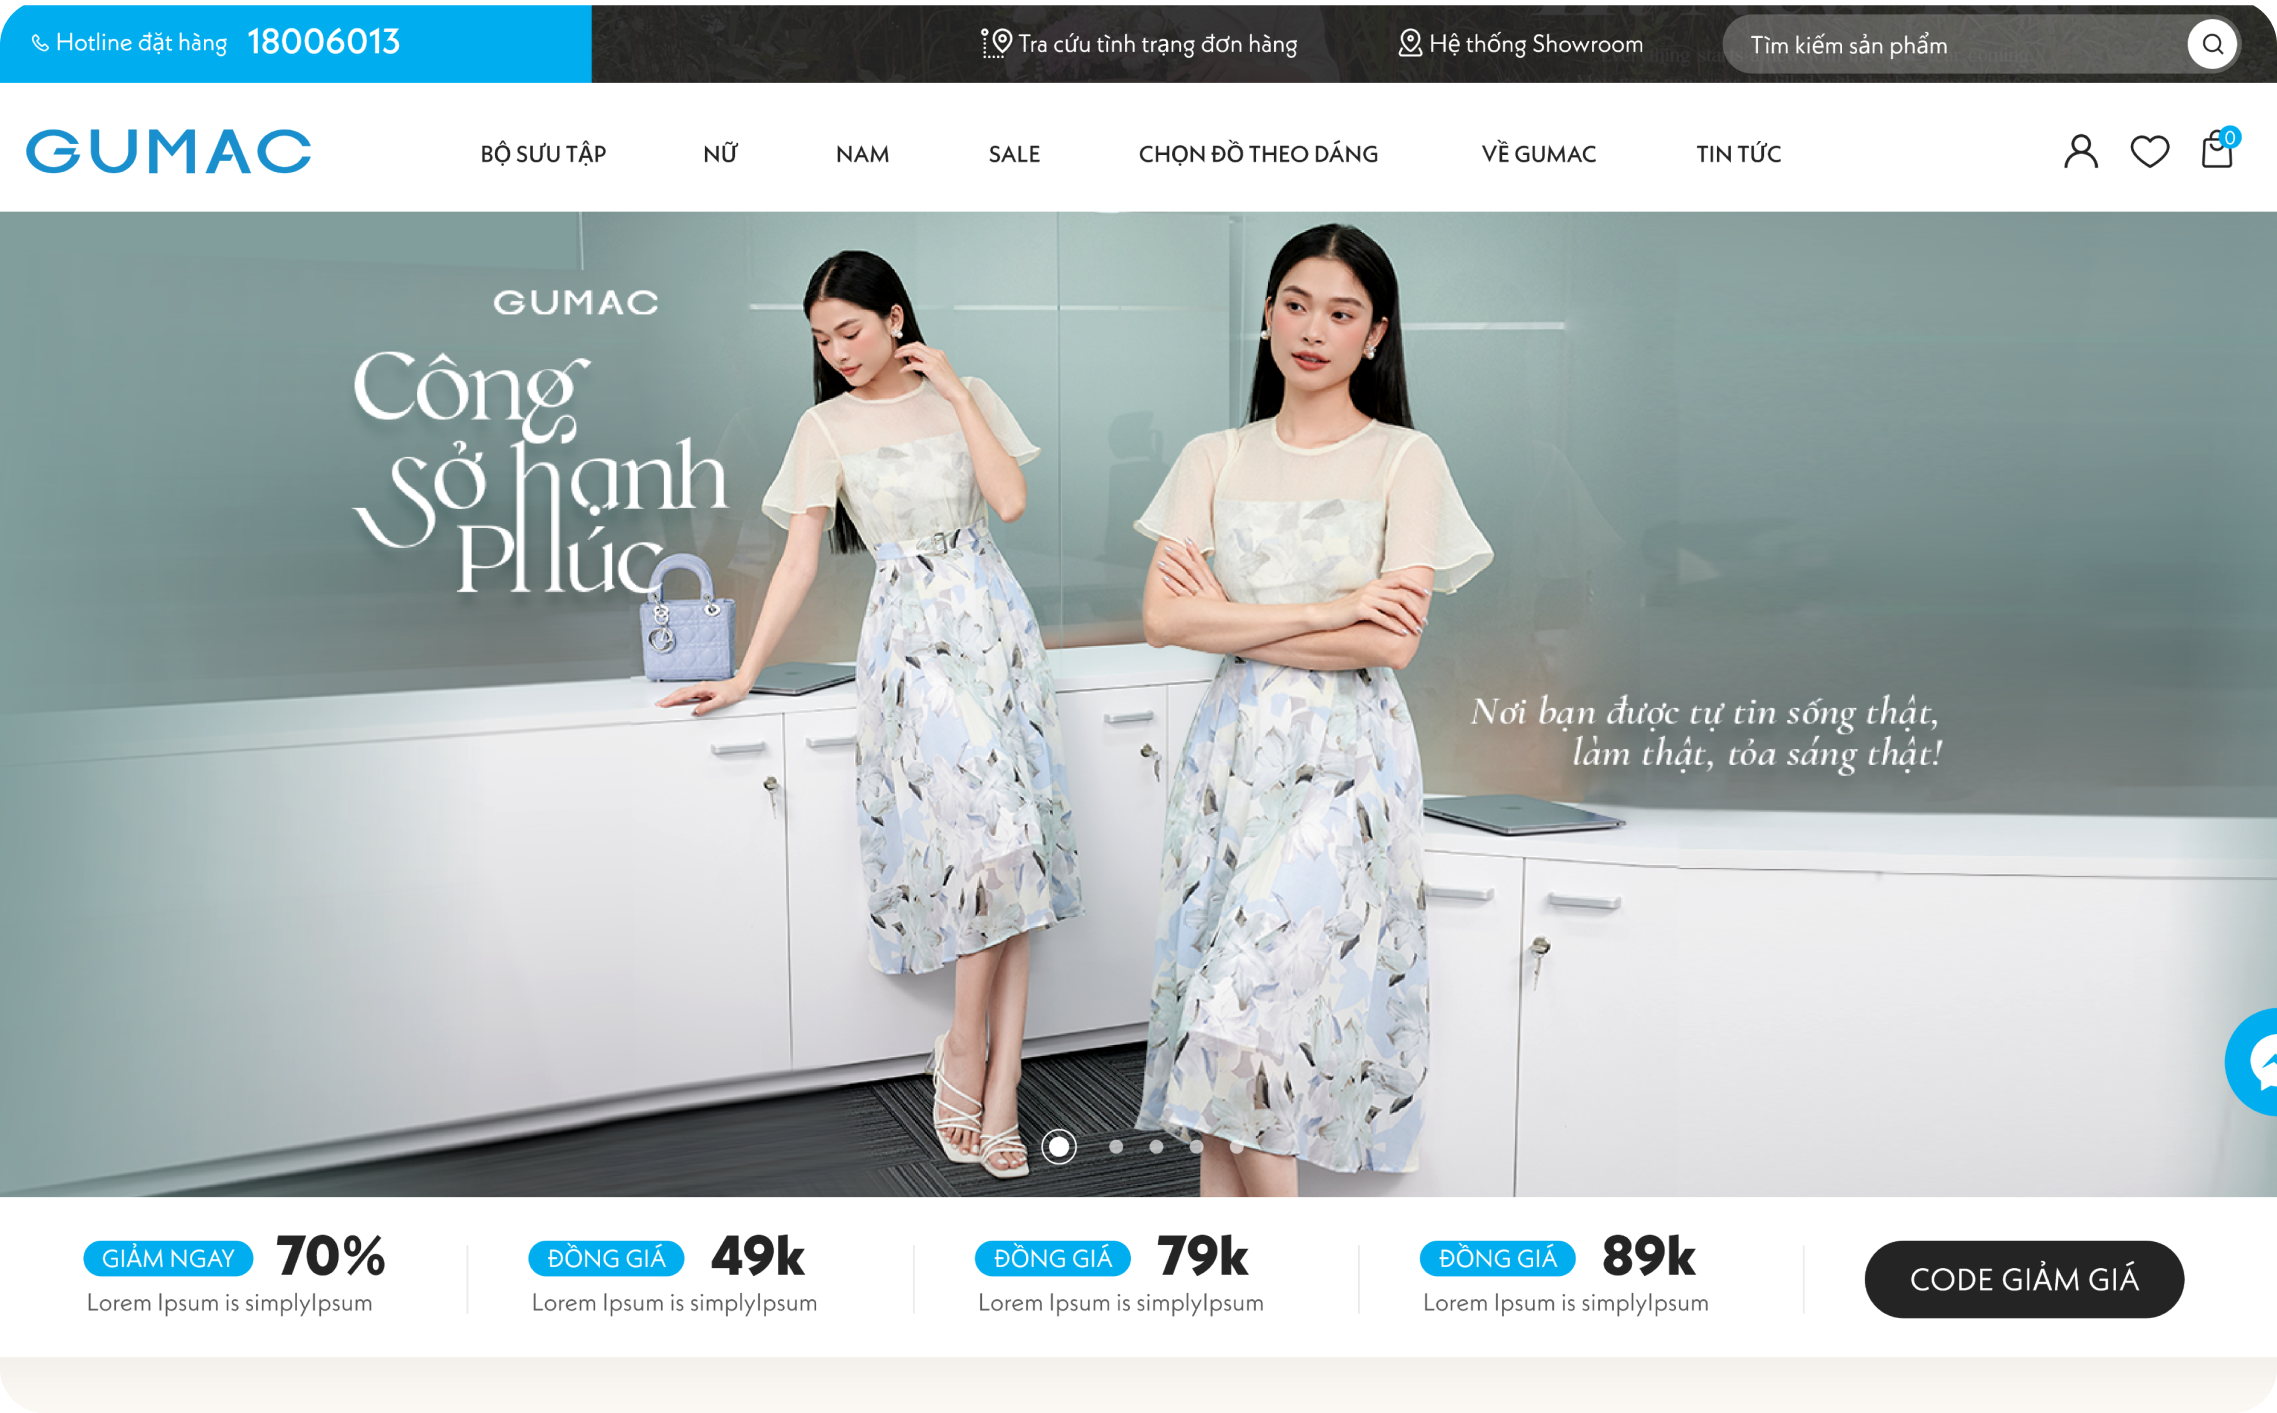 Hotline đặt hàng 18006013
Tra cứu tình trạng đơn hàng
Hệ thống Showroom
Tìm kiếm sản phẩm
GUMAC
BỘ SƯU TẬP
NỮ
NAM
SALE
CHỌN ĐỒ THEO DÁNG
VỀ GUMAC
TIN TỨC
0
GUMAC
Công
sở hạnh
Phúc
Nơi bạn được tự tin sống thật,
làm thật, tỏa sáng thật!
GIẢM NGAY 70%
Lorem Ipsum is simplyIpsum
ĐỒNG GIÁ 49k
Lorem Ipsum is simplyIpsum
ĐỒNG GIÁ 79k
Lorem Ipsum is simplyIpsum
ĐỒNG GIÁ 89k
Lorem Ipsum is simplyIpsum
CODE GIẢM GIÁ